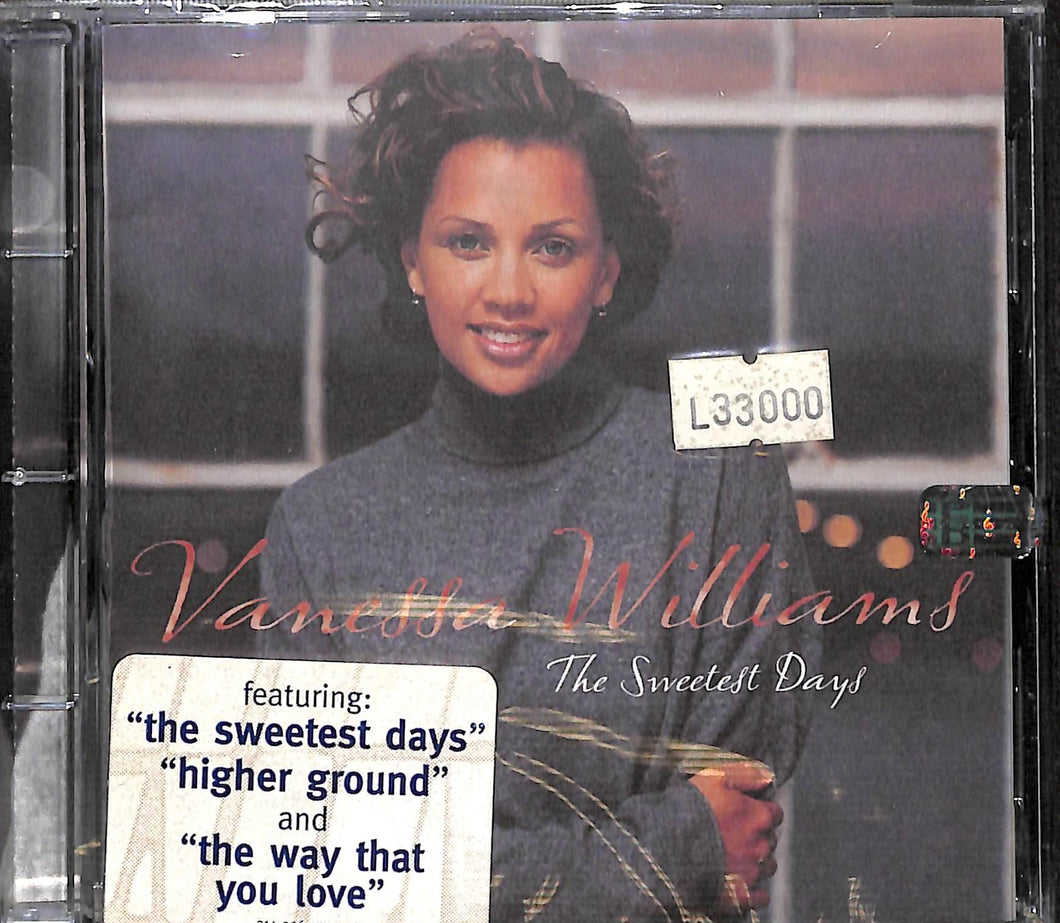 L33000
Vanessa Williams
The Sweetest Days
featuring:
“the sweetest days”
“higher ground”
and
“the way that
you love”